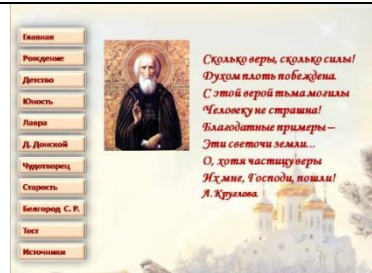 Главная
Рождение
Детство
Юность
Лавра
Д. Донской
Чудотворец
Старость
Белгород С. Р.
Тест
Источники
Сколько веры, сколько силы!
Духом плоть побеждена.
С этой верой тьма могилы
Человеку не страшна!
Благодатные примеры —
Эти светочи земли...
О, хотя частицу веры
Их мне, Господи, пошли!
А. Круглова.